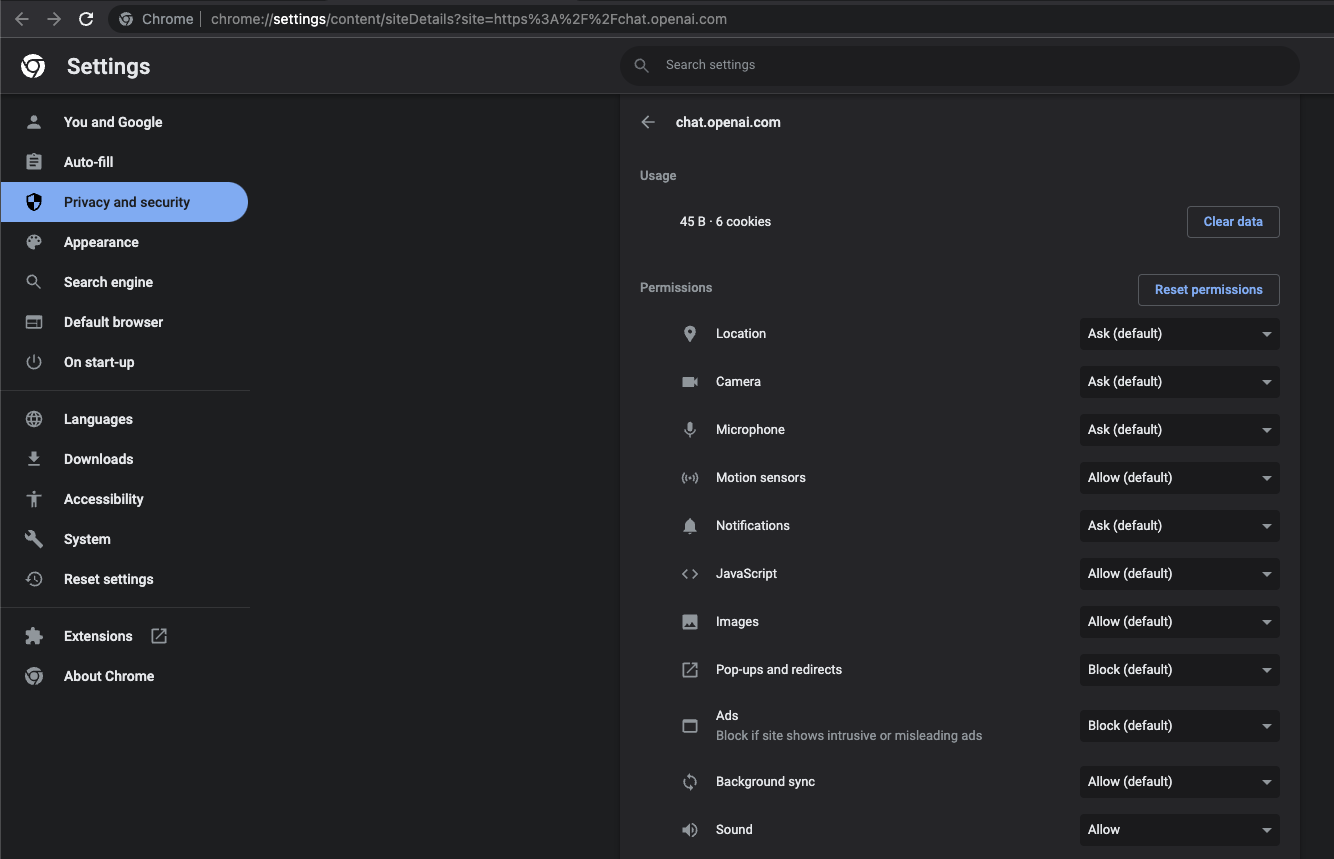 Chrome chrome://settings/content/siteDetails?site=https%3A%2F%2Fchat.openai.com
Settings
Search settings
You and Google
Auto-fill
Privacy and security
Appearance
Search engine
Default browser
On start-up
Languages
Downloads
Accessibility
System
Reset settings
Extensions
About Chrome
chat.openai.com
Usage
45 B · 6 cookies Clear data
Permissions Reset permissions
Location Ask (default)
Camera Ask (default)
Microphone Ask (default)
Motion sensors Allow (default)
Notifications Ask (default)
JavaScript Allow (default)
Images Allow (default)
Pop-ups and redirects Block (default)
Ads
Block if site shows intrusive or misleading ads Block (default)
Background sync Allow (default)
Sound Allow